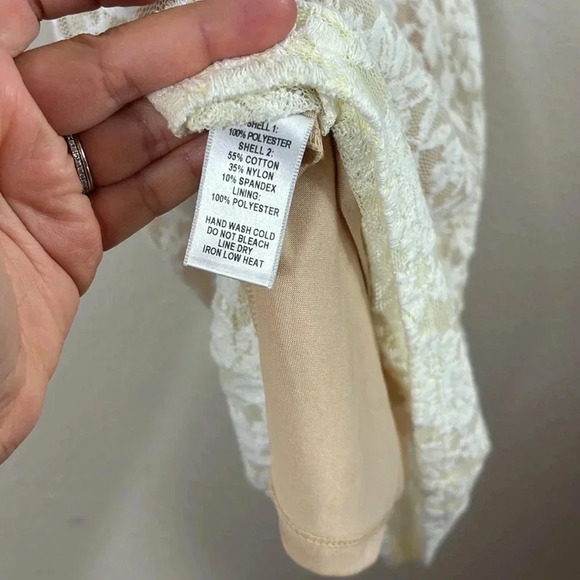 SHELL 1:
100% POLYESTER
SHELL 2:
55% COTTON
35% NYLON
10% SPANDEX
LINING:
100% POLYESTER
HAND WASH COLD
DO NOT BLEACH
LINE DRY
IRON LOW HEAT